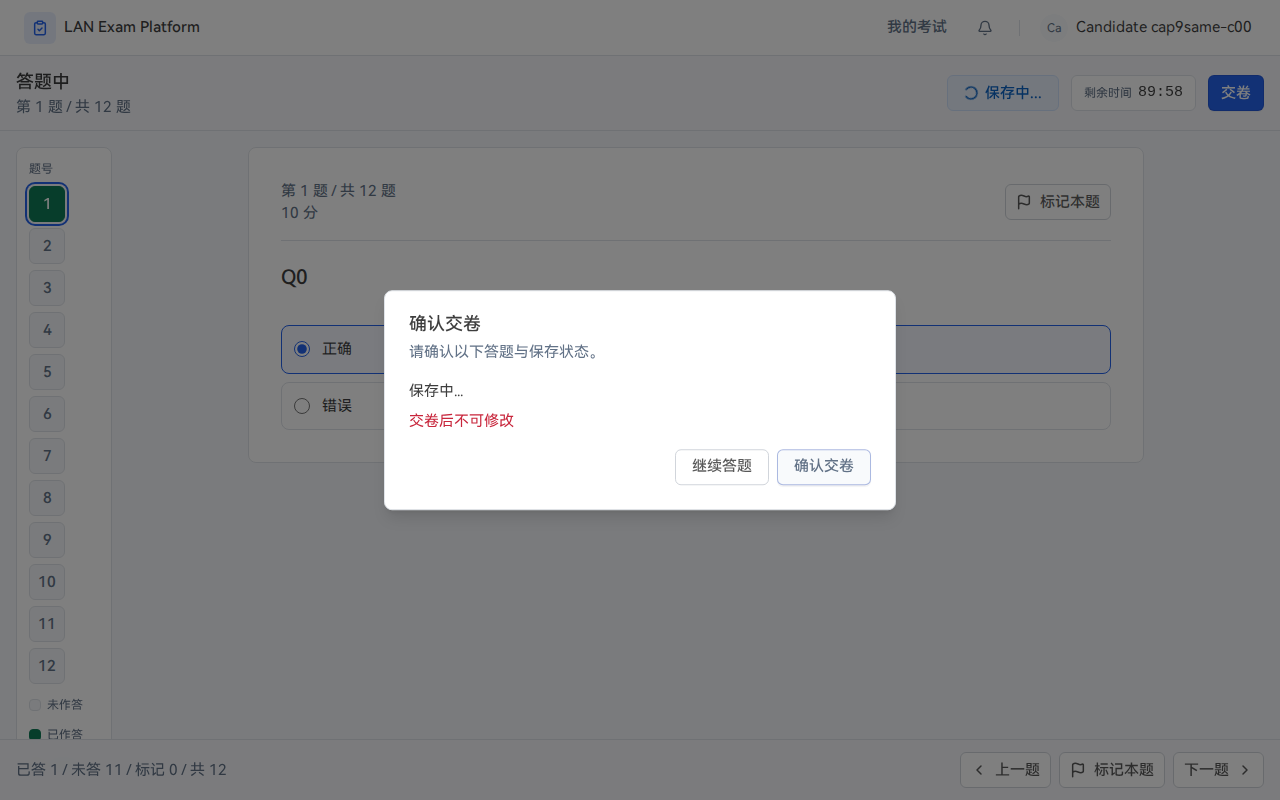 LAN Exam Platform
我的考试
Ca
Candidate cap9same-c00
答题中
第 1 题 / 共 12 题
保存中...
剩余时间 89:58
交卷
题号
1
2
3
4
5
6
7
8
9
10
11
12
未作答
已作答
第 1 题 / 共 12 题
10 分
标记本题
Q0
正确
错误
确认交卷
请确认以下答题与保存状态。
保存中...
交卷后不可修改
继续答题
确认交卷
已答 1 / 未答 11 / 标记 0 / 共 12
上一题
标记本题
下一题